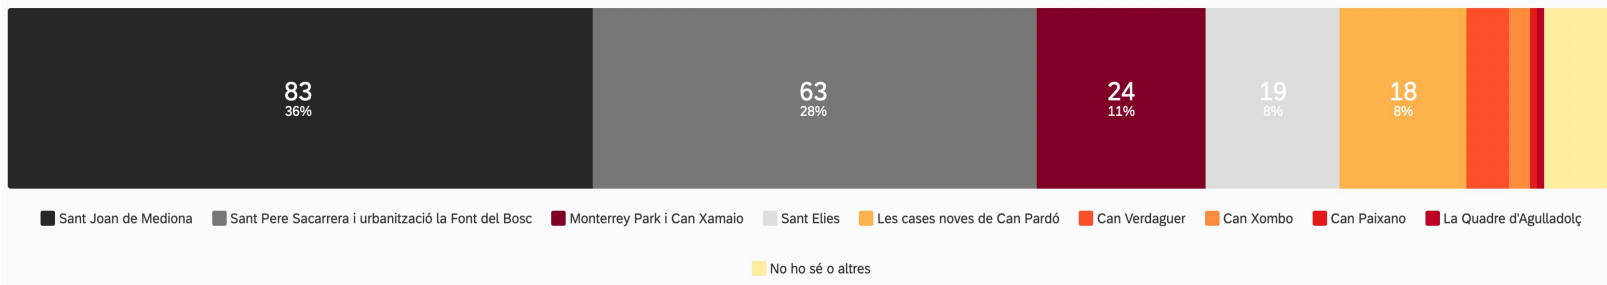 83 63 24 19 18
36% 28% 11% 8% 8%
Sant Joan de Mediona Sant Pere Sacarrera i urbanització la Font del Bosc Monterrey Park i Can Xamaio Sant Elies Les cases noves de Can Pardó Can Verdaguer Can Xombo Can Paixano La Quadre d'Agulladolç
No ho sé o altres